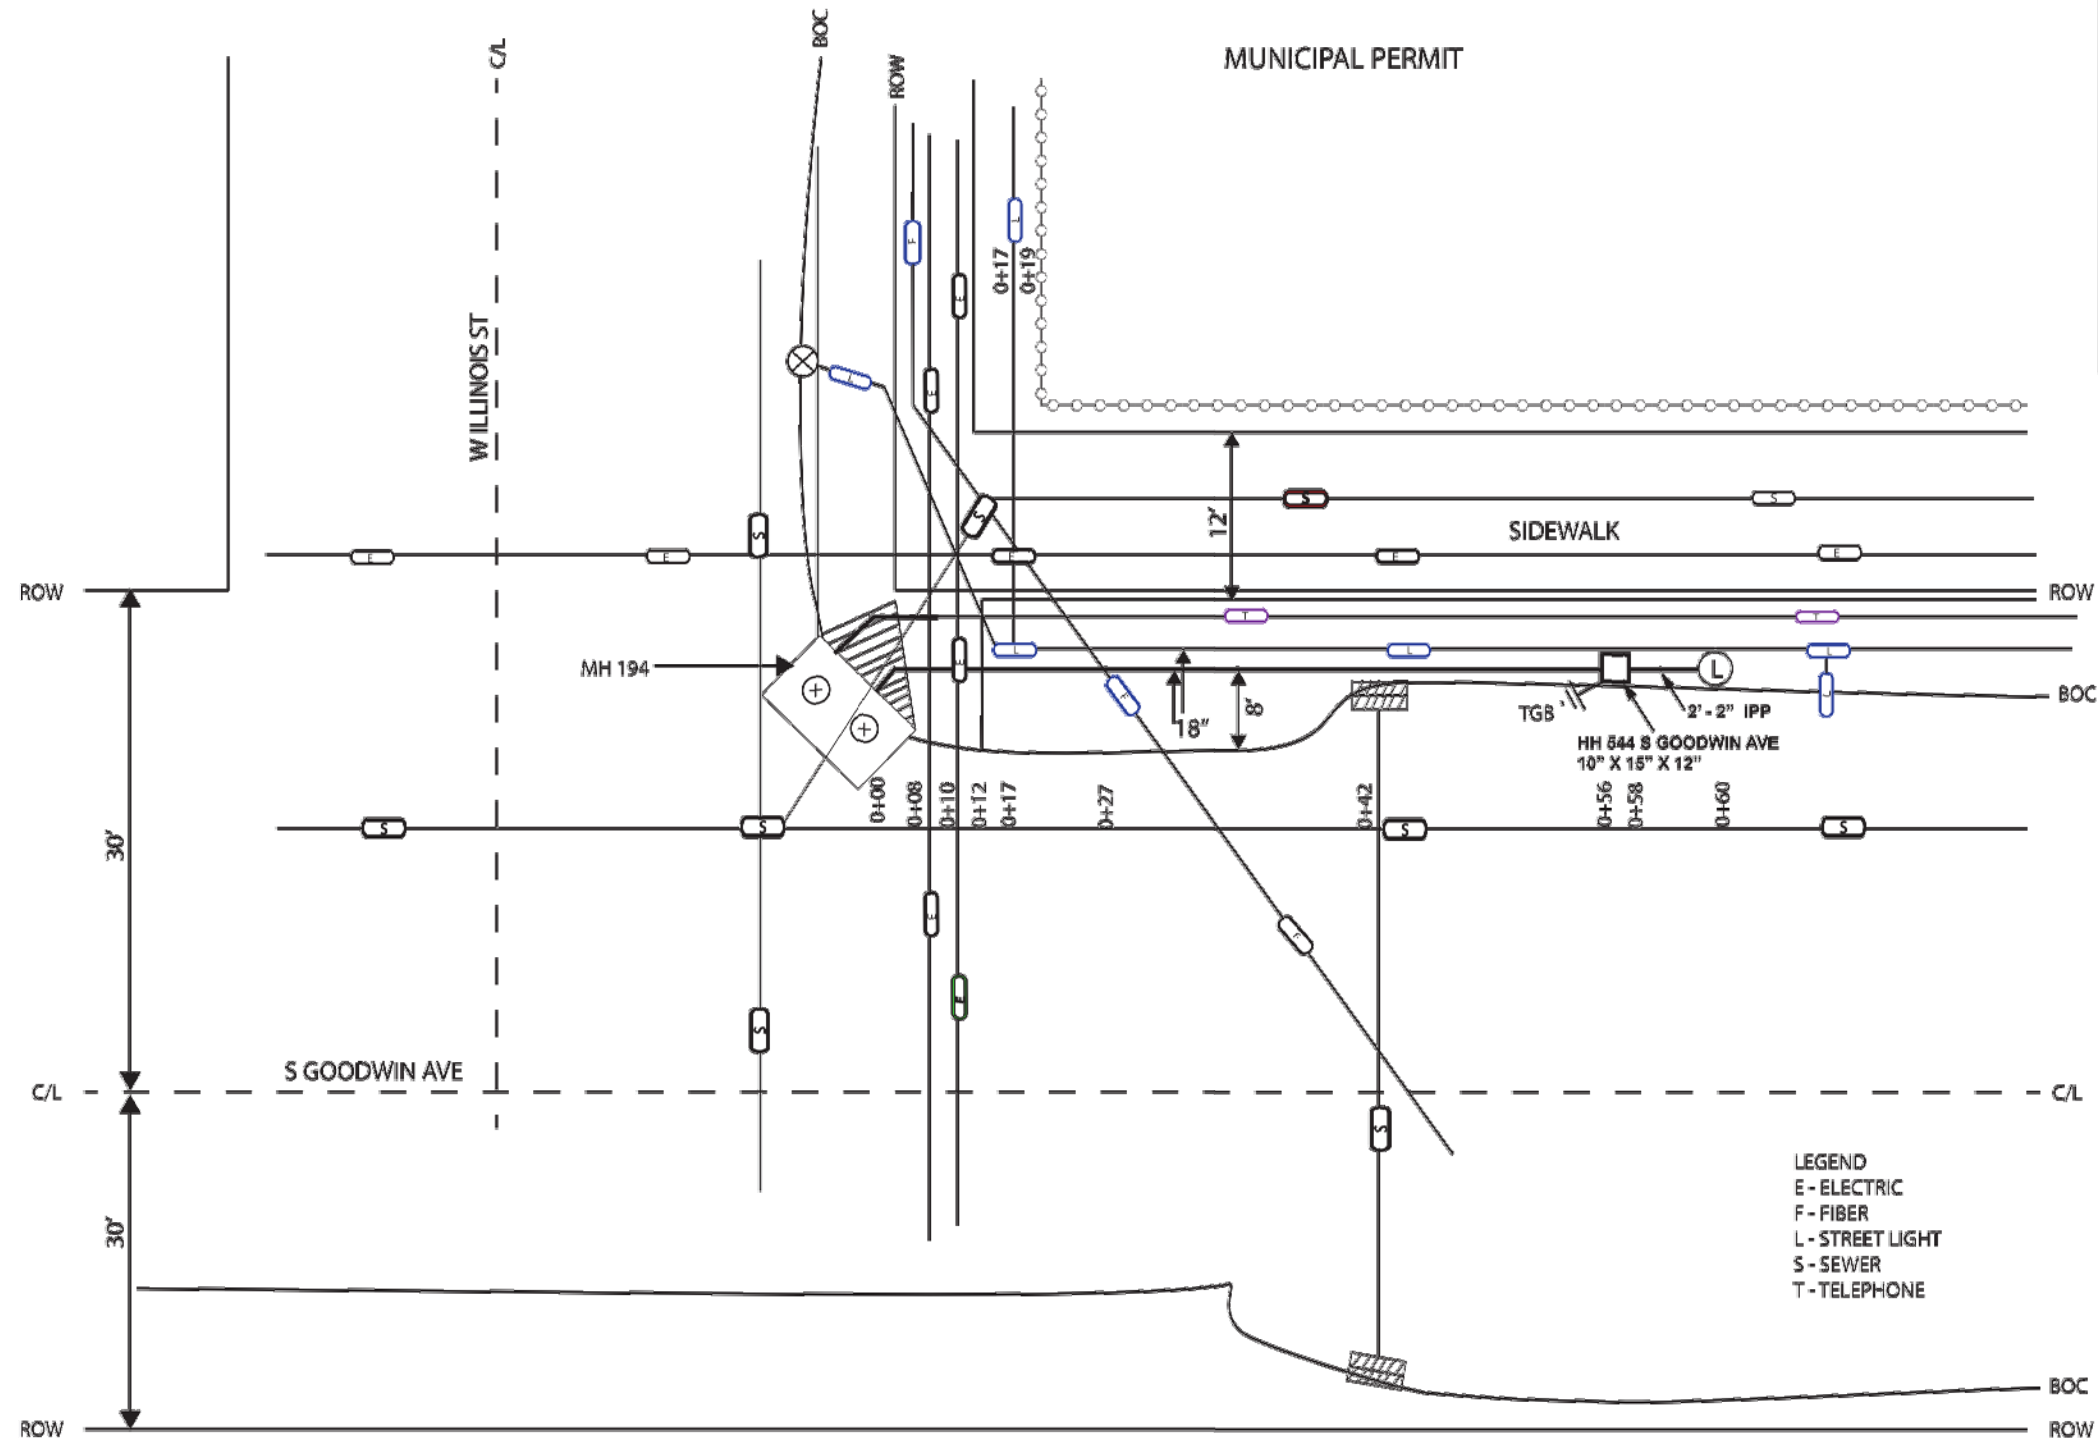 MUNICIPAL PERMIT
C/L
BOC
ROW
W ILLINOIS ST
F
L
E
E
0+17
0+19
L
S
S
S
S
12'
SIDEWALK
E
E
E
E
E
ROW
ROW
T
T
MH 194
E
L
L
L
L
L
F
18"
8'
TGB
2' - 2" IPP
BOC
HH 544 S GOODWIN AVE
10" X 15" X 12"
0+00
0+08
0+10
0+12
0+17
0+27
0+42
0+56
0+58
0+60
S
S
S
S
30'
E
F
E
S
S GOODWIN AVE
C/L
C/L
S
30'
LEGEND
E - ELECTRIC
F - FIBER
L - STREET LIGHT
S - SEWER
T - TELEPHONE
BOC
ROW
ROW